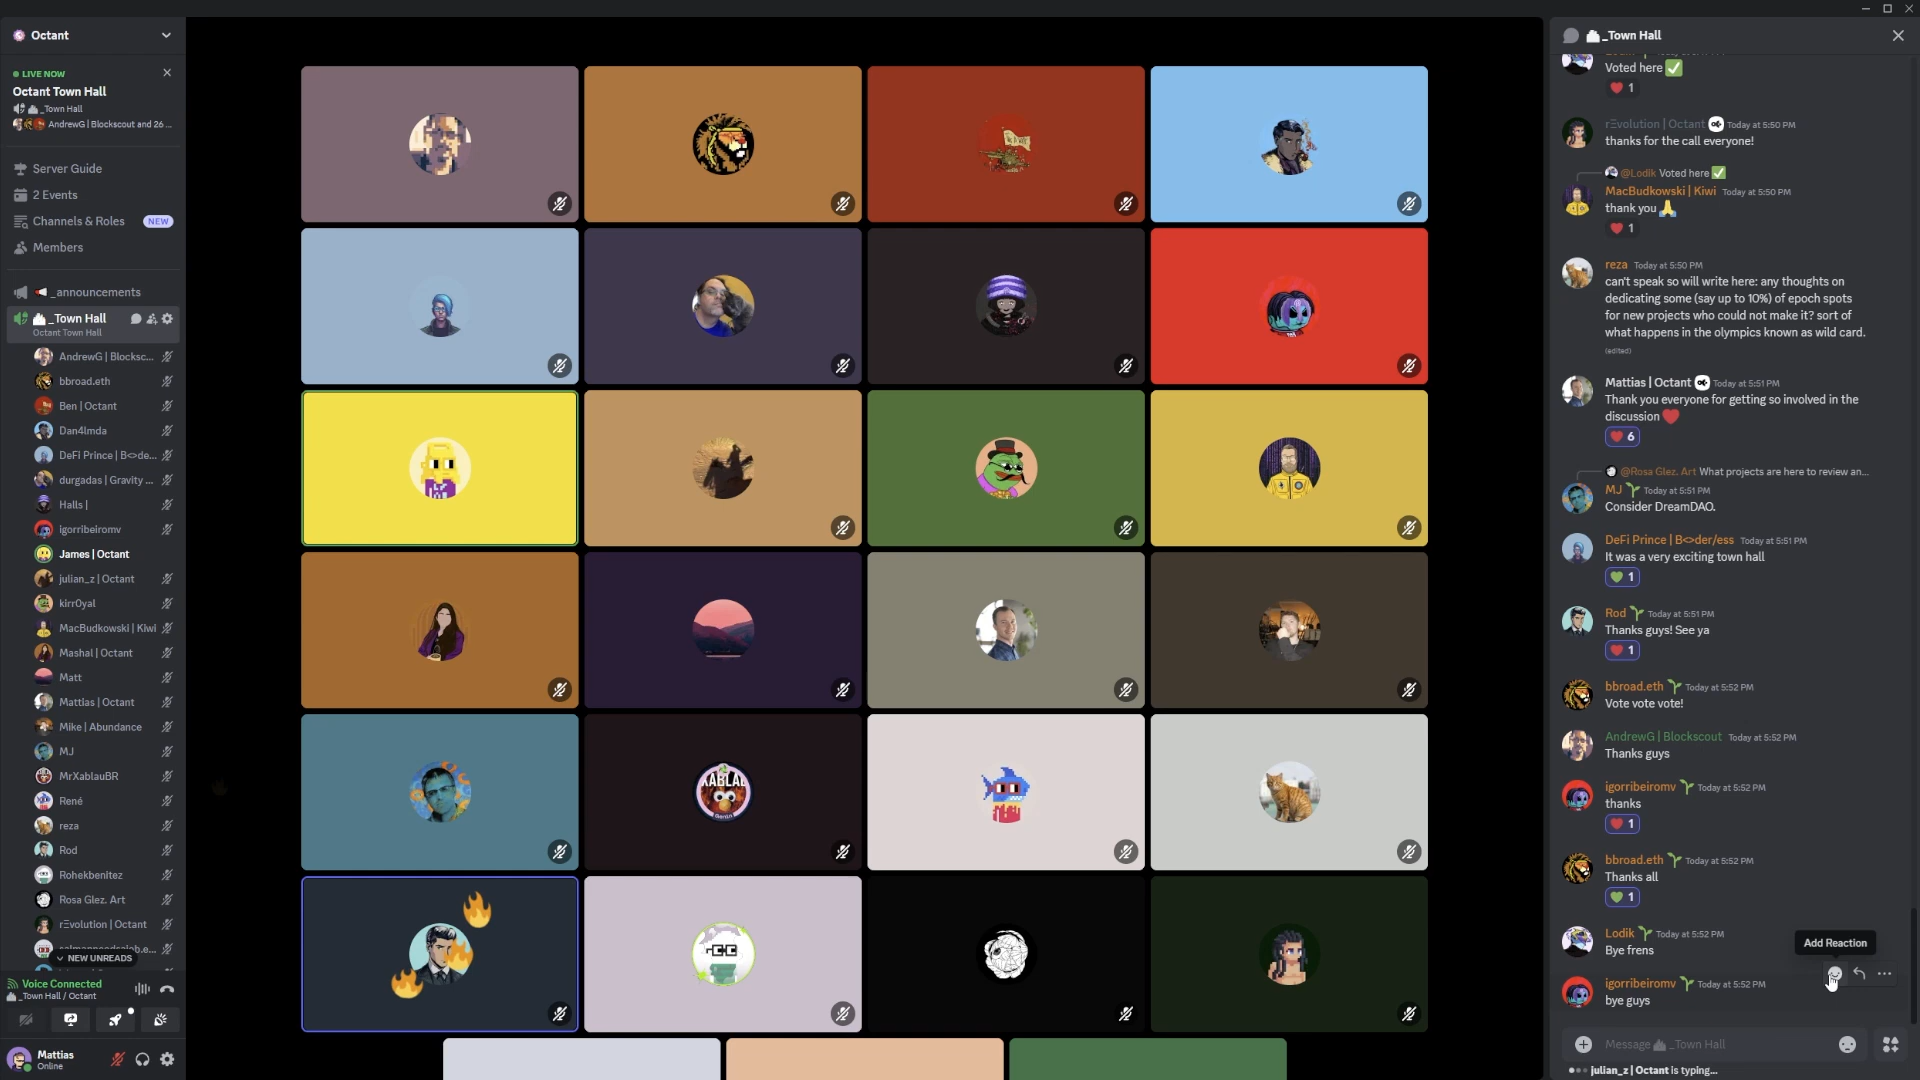 Octant
LIVE NOW
Octant Town Hall
_Town Hall
AndrewG | Blockscout and 26 ...
Server Guide
2 Events
Channels & Roles NEW
Members
_announcements
_Town Hall
Octant Town Hall
AndrewG | Blocksc...
bbroad.eth
Ben | Octant
Dan4lmda
DeFi Prince | B<>de...
durgadas | Gravity ...
Halls |
igorribeiromv
James | Octant
julian_z | Octant
kirr0yal
MacBudkowski | Kiwi
Mashal | Octant
Matt
Mattias | Octant
Mike | Abundance
MJ
MrXablauBR
René
reza
Rod
Rohekbenitez
Rosa Glez. Art
rΞvolution | Octant
NEW UNREADS
Voice Connected
_Town Hall / Octant
Mattias
Online
XABLAU
_Town Hall
Voted here ✅
❤️ 1
rΞvolution | Octant Today at 5:50 PM
thanks for the call everyone!
@Lodik Voted here ✅
MacBudkowski | Kiwi Today at 5:50 PM
thank you 🙏
❤️ 1
reza Today at 5:50 PM
can't speak so will write here: any thoughts on
dedicating some (say up to 10%) of epoch spots
for new projects who could not make it? sort of
what happens in the olympics known as wild card.
(edited)
Mattias | Octant Today at 5:51 PM
Thank you everyone for getting so involved in the
discussion ❤️
❤️ 6
@Rosa Glez. Art What projects are here to review an...
MJ Today at 5:51 PM
Consider DreamDAO.
DeFi Prince | B<>der/ess Today at 5:51 PM
It was a very exciting town hall
💚 1
Rod Today at 5:51 PM
Thanks guys! See ya
❤️ 1
bbroad.eth Today at 5:52 PM
Vote vote vote!
AndrewG | Blockscout Today at 5:52 PM
Thanks guys
igorribeiromv Today at 5:52 PM
thanks
❤️ 1
bbroad.eth Today at 5:52 PM
Thanks all
💚 1
Lodik Today at 5:52 PM
Bye frens
Add Reaction
igorribeiromv Today at 5:52 PM
bye guys
Message _Town Hall
julian_z | Octant is typing...